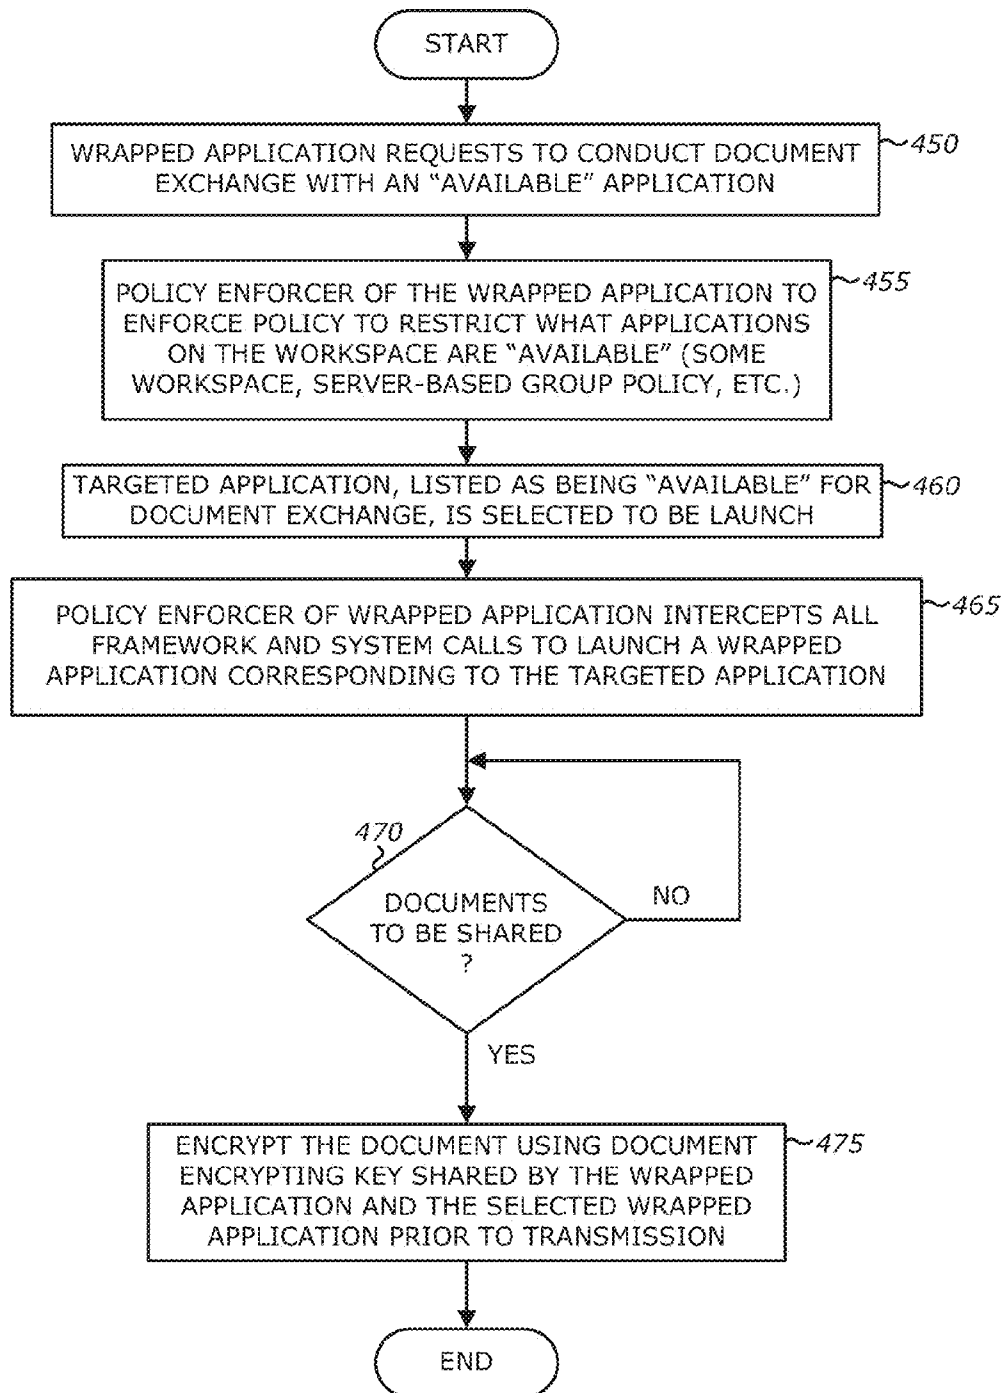 START
WRAPPED APPLICATION REQUESTS TO CONDUCT DOCUMENT
EXCHANGE WITH AN “AVAILABLE” APPLICATION
450
POLICY ENFORCER OF THE WRAPPED APPLICATION TO
ENFORCE POLICY TO RESTRICT WHAT APPLICATIONS
ON THE WORKSPACE ARE “AVAILABLE” (SOME
WORKSPACE, SERVER-BASED GROUP POLICY, ETC.)
455
TARGETED APPLICATION, LISTED AS BEING “AVAILABLE” FOR
DOCUMENT EXCHANGE, IS SELECTED TO BE LAUNCH
460
POLICY ENFORCER OF WRAPPED APPLICATION INTERCEPTS ALL
FRAMEWORK AND SYSTEM CALLS TO LAUNCH A WRAPPED
APPLICATION CORRESPONDING TO THE TARGETED APPLICATION
465
470
DOCUMENTS
TO BE SHARED
?
NO
YES
ENCRYPT THE DOCUMENT USING DOCUMENT
ENCRYPTING KEY SHARED BY THE WRAPPED
APPLICATION AND THE SELECTED WRAPPED
APPLICATION PRIOR TO TRANSMISSION
475
END